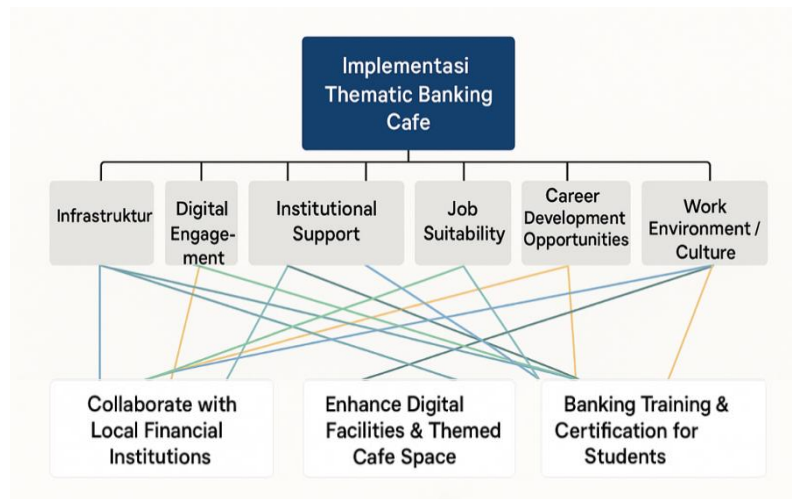 Implementasi
Thematic Banking
Cafe
Infrastruktur
Digital
Engage-
ment
Institutional
Support
Job
Suitability
Career
Development
Opportunities
Work
Environment /
Culture
Collaborate with
Local Financial
Institutions
Enhance Digital
Facilities & Themed
Cafe Space
Banking Training &
Certification for
Students